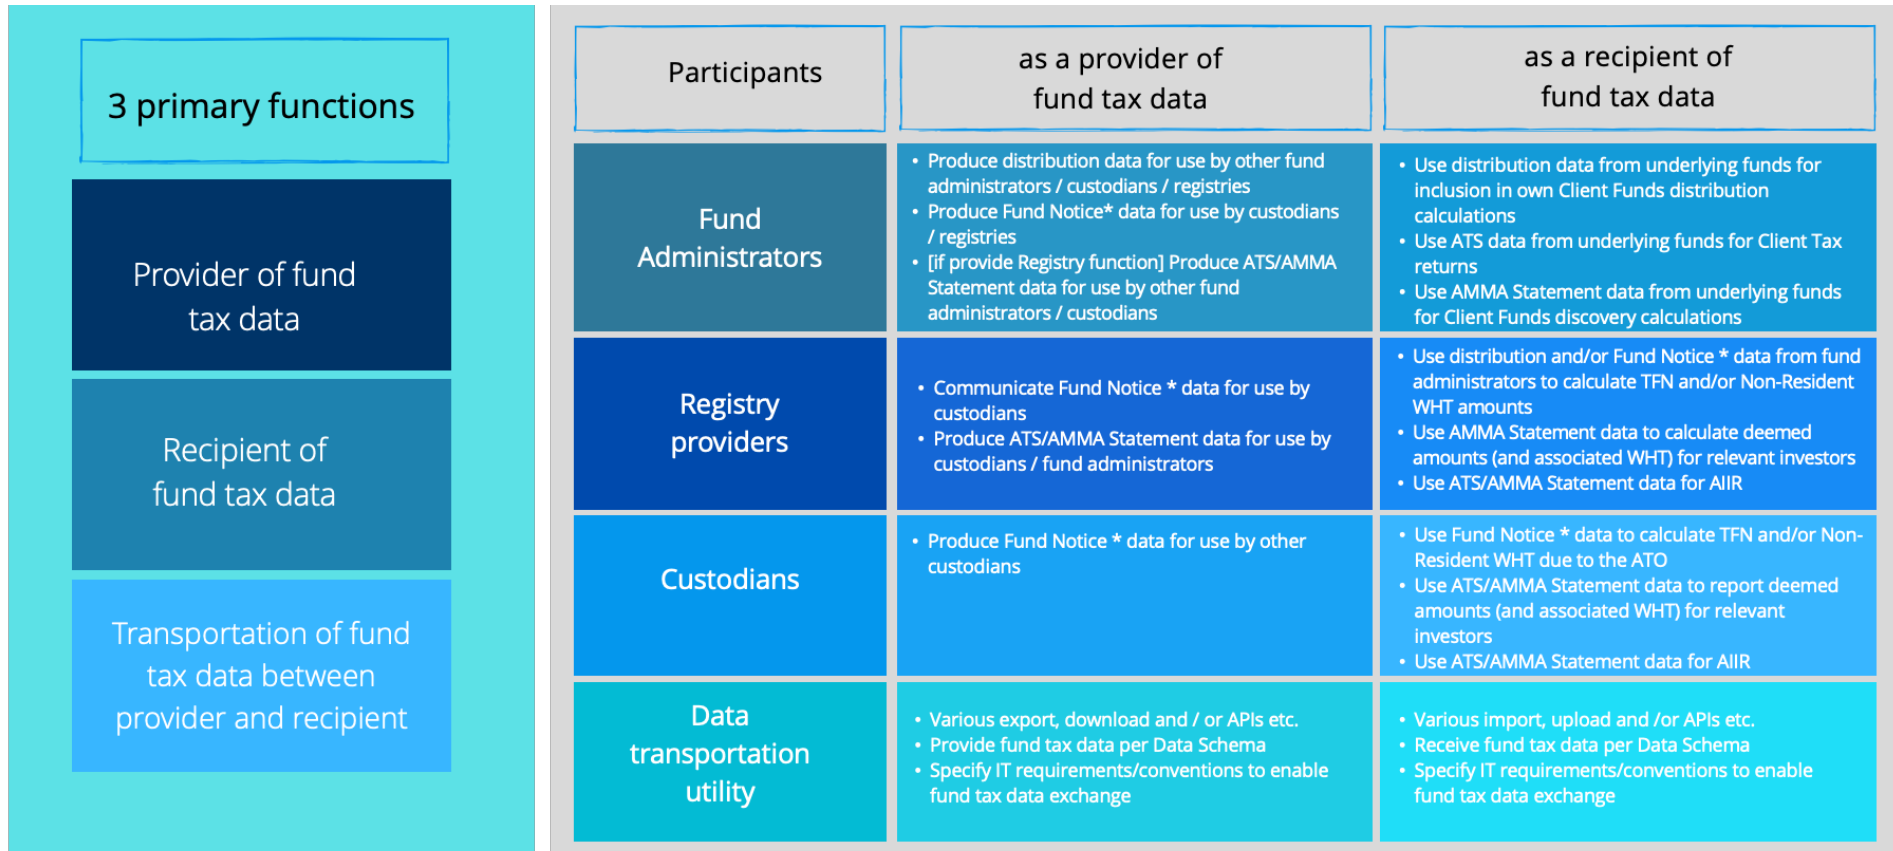 3 primary functions
Provider of fund
tax data
Recipient of
fund tax data
Transportation of fund
tax data between
provider and recipient
Participants
as a provider of
fund tax data
as a recipient of
fund tax data
Fund
Administrators
• Produce distribution data for use by other fund
administrators / custodians / registries
• Produce Fund Notice* data for use by custodians
/ registries
• [if provide Registry function] Produce ATS/AMMA
Statement data for use by other fund
administrators / custodians
• Use distribution data from underlying funds for
inclusion in own Client Funds distribution
calculations
• Use ATS data from underlying funds for Client Tax
returns
• Use AMMA Statement data from underlying funds
for Client Funds discovery calculations
Registry
providers
• Communicate Fund Notice * data for use by
custodians
• Produce ATS/AMMA Statement data for use by
custodians / fund administrators
• Use distribution and/or Fund Notice * data from fund
administrators to calculate TFN and/or Non-Resident
WHT amounts
• Use AMMA Statement data to calculate deemed
amounts (and associated WHT) for relevant investors
• Use ATS/AMMA Statement data for AIIR
Custodians
• Produce Fund Notice * data for use by other
custodians
• Use Fund Notice * data to calculate TFN and/or Non-
Resident WHT due to the ATO
• Use ATS/AMMA Statement data to report deemed
amounts (and associated WHT) for relevant
investors
• Use ATS/AMMA Statement data for AIIR
Data
transportation
utility
• Various export, download and / or APIs etc.
• Provide fund tax data per Data Schema
• Specify IT requirements/conventions to enable
fund tax data exchange
• Various import, upload and /or APIs etc.
• Receive fund tax data per Data Schema
• Specify IT requirements/conventions to enable
fund tax data exchange